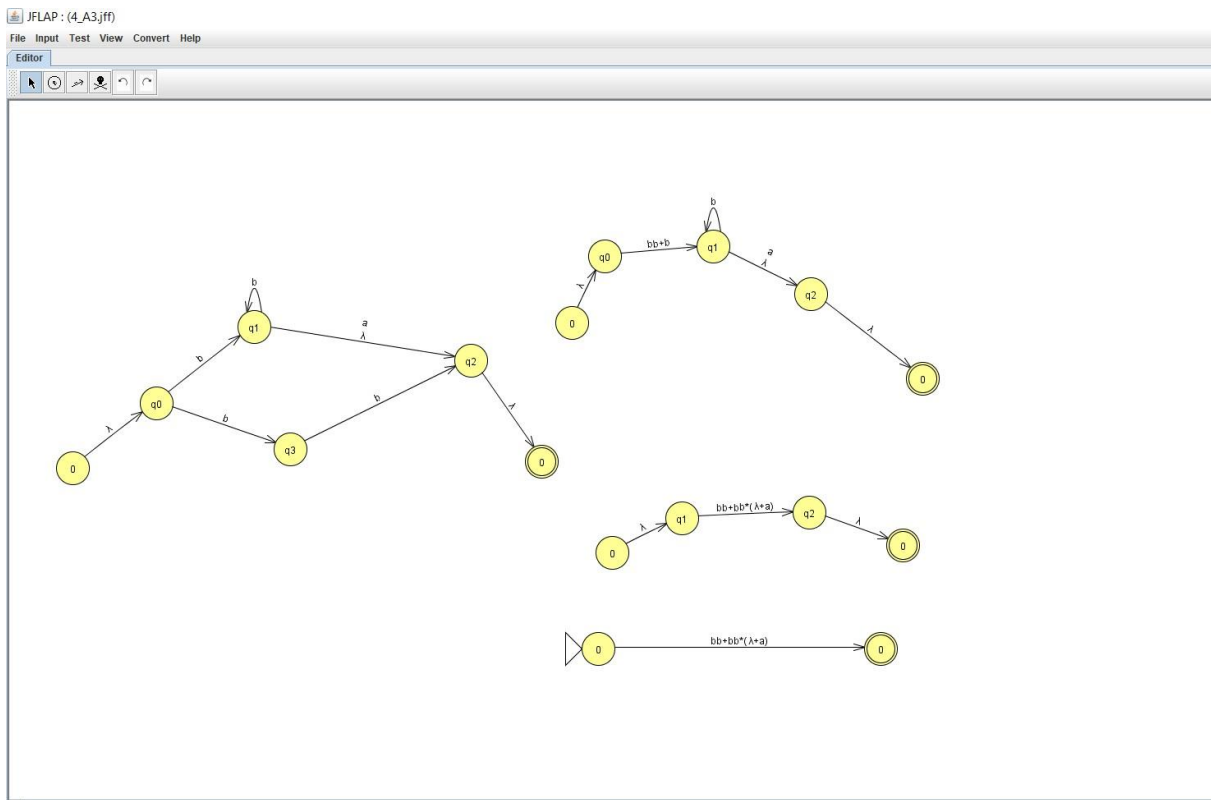 JFLAP : (4_A3.jff)
File Input Test View Convert Help
Editor
b
q1
a
λ
b
q0
q2
λ
b
b
q3
λ
0
0
b
bb+b
q1
q0
a
λ
λ
q2
0
λ
0
bb+bb*(λ+a)
q1
q2
λ
λ
0
0
bb+bb*(λ+a)
0
0